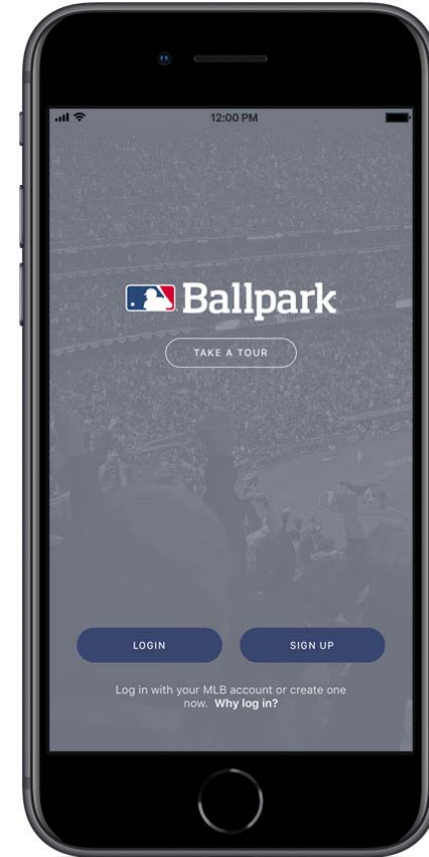 12:00 PM
Ballpark
TAKE A TOUR
LOGIN
SIGN UP
Log in with your MLB account or create one
now. Why log in?